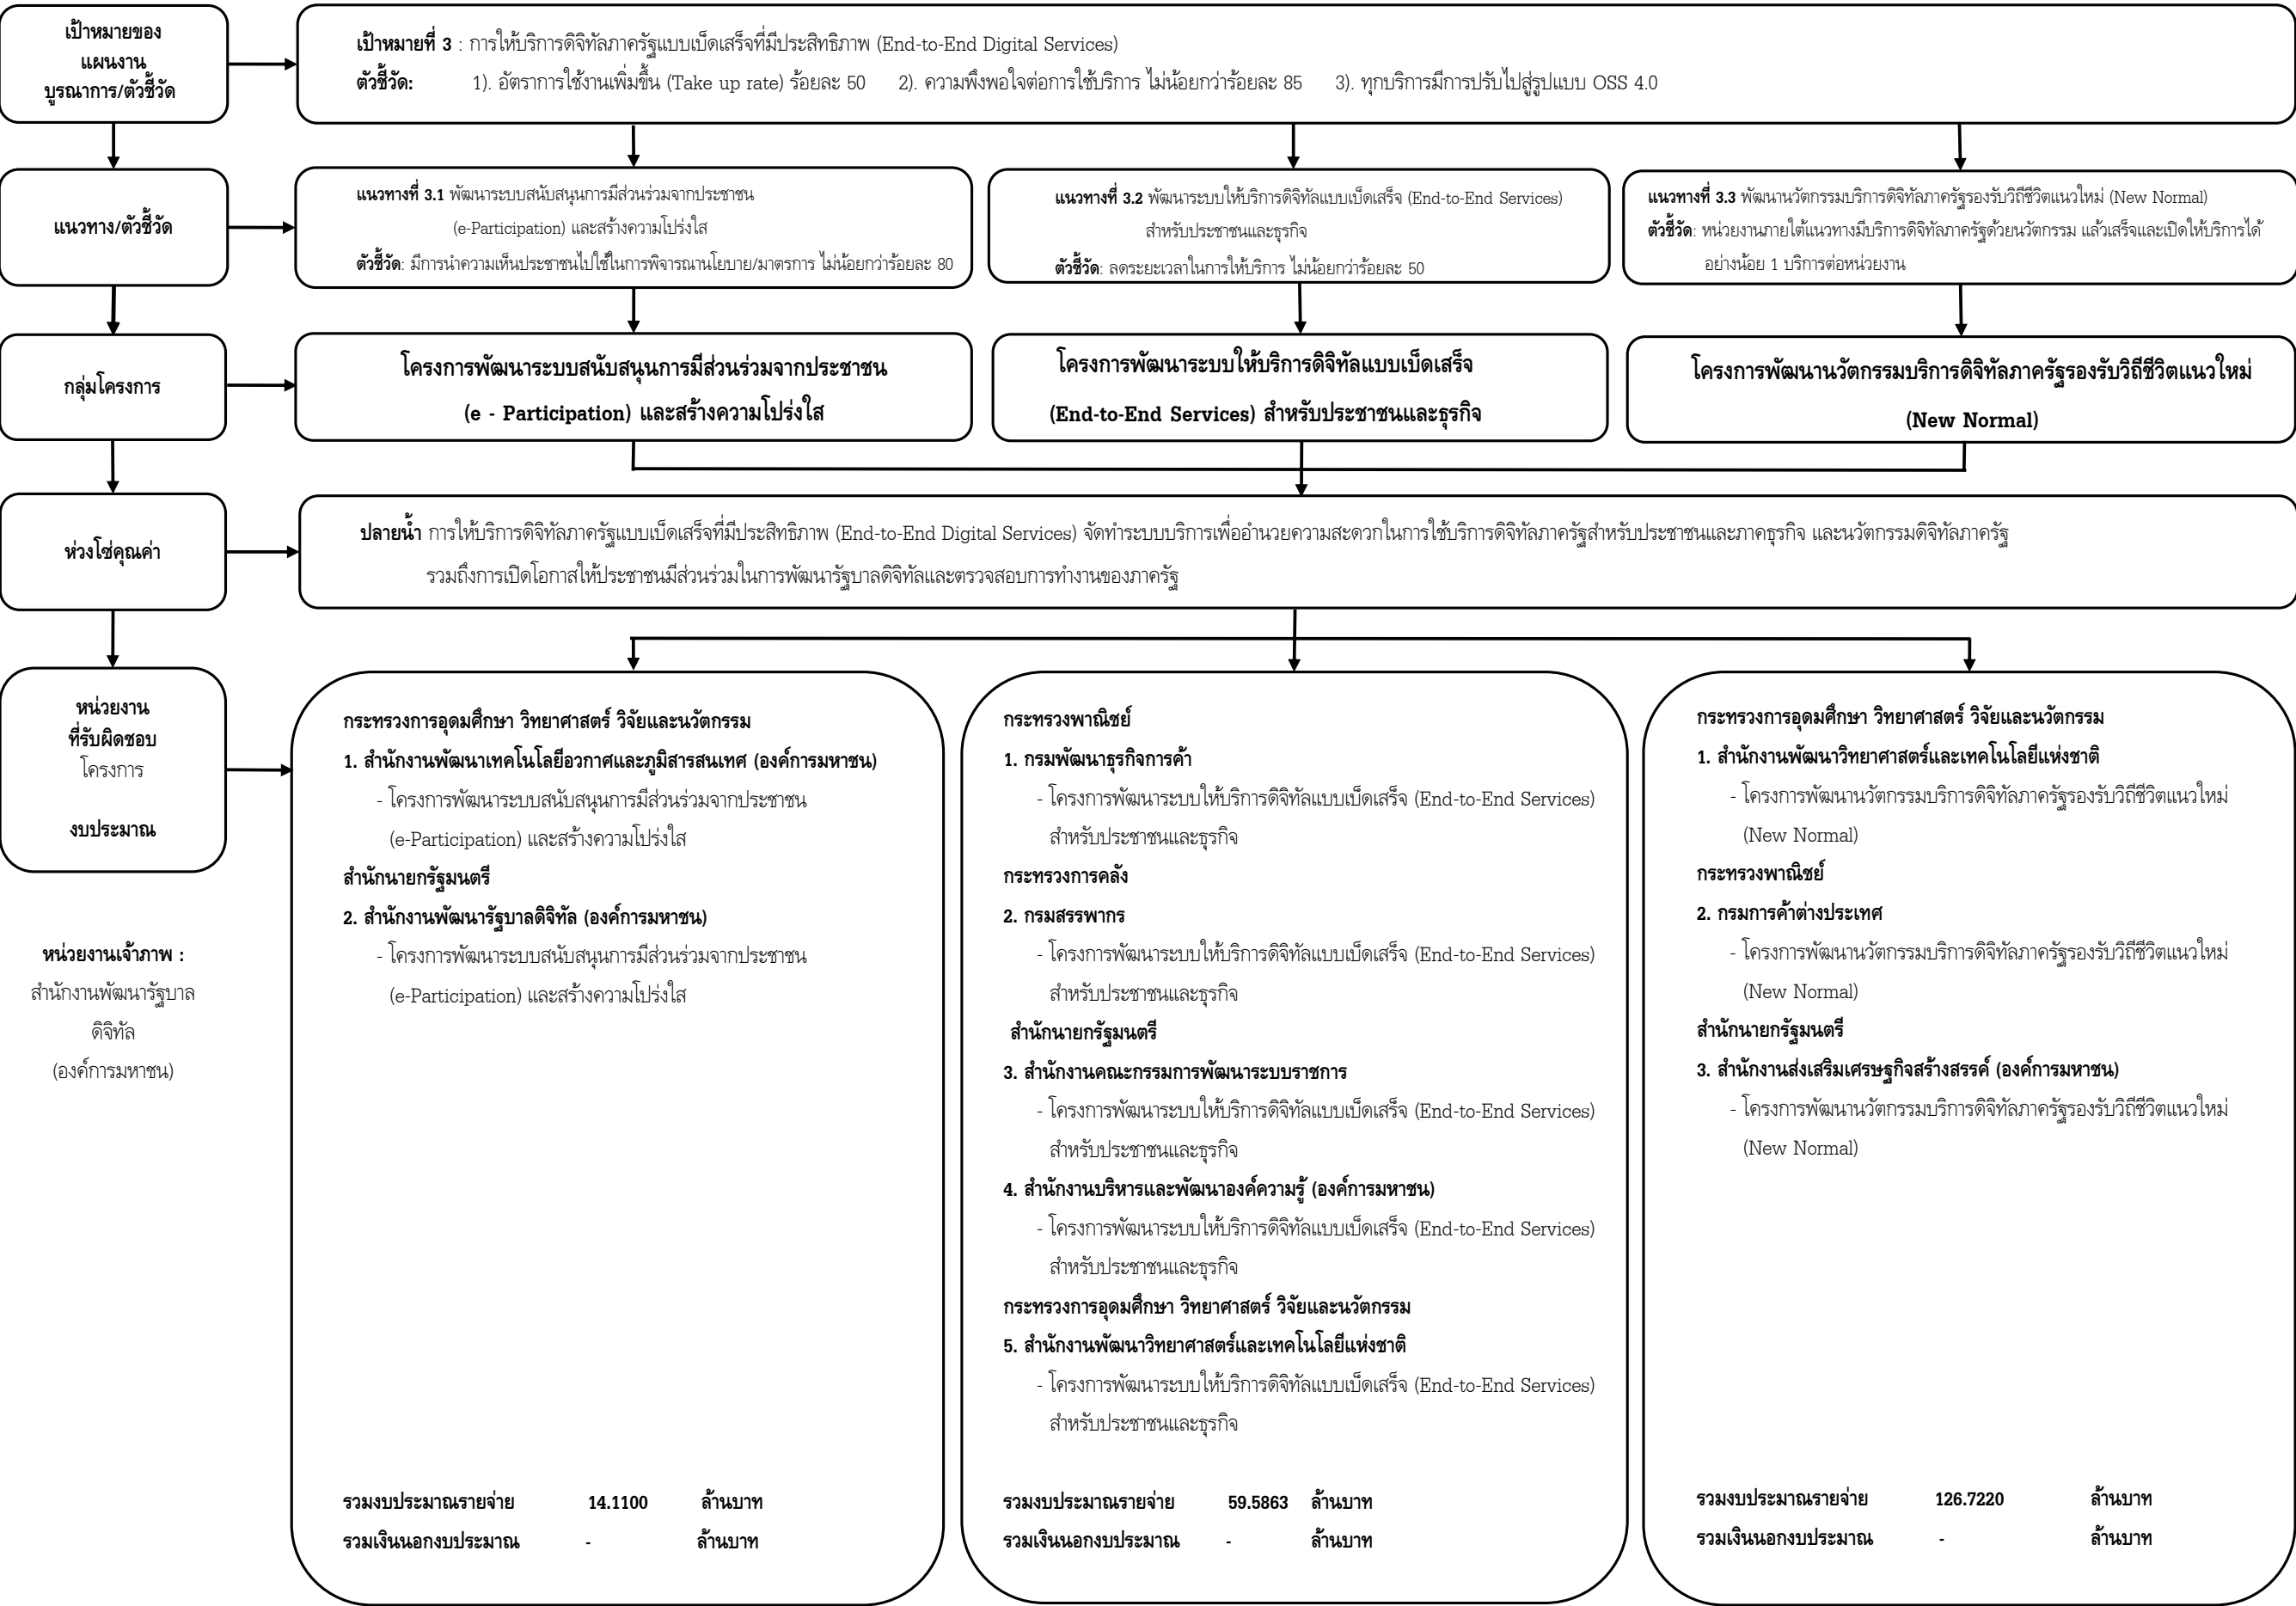 เป้าหมายของ
แผนงาน
บูรณาการ/ตัวชี้วัด
เป้าหมายที่ 3 : การให้บริการดิจิทัลภาครัฐแบบเบ็ดเสร็จที่มีประสิทธิภาพ (End-to-End Digital Services)
ตัวชี้วัด: 1). อัตราการใช้งานเพิ่มขึ้น (Take up rate) ร้อยละ 50 2). ความพึงพอใจต่อการใช้บริการ ไม่น้อยกว่าร้อยละ 85 3). ทุกบริการมีการปรับไปสู่รูปแบบ OSS 4.0
แนวทาง/ตัวชี้วัด
แนวทางที่ 3.1 พัฒนาระบบสนับสนุนการมีส่วนร่วมจากประชาชน
(e-Participation) และสร้างความโปร่งใส
ตัวชี้วัด: มีการนำความเห็นประชาชนไปใช้ในการพิจารณานโยบาย/มาตรการ ไม่น้อยกว่าร้อยละ 80
แนวทางที่ 3.2 พัฒนาระบบให้บริการดิจิทัลแบบเบ็ดเสร็จ (End-to-End Services)
สำหรับประชาชนและธุรกิจ
ตัวชี้วัด: ลดระยะเวลาในการให้บริการ ไม่น้อยกว่าร้อยละ 50
แนวทางที่ 3.3 พัฒนานวัตกรรมบริการดิจิทัลภาครัฐรองรับวิถีชีวิตแนวใหม่ (New Normal)
ตัวชี้วัด: หน่วยงานภายใต้แนวทางมีบริการดิจิทัลภาครัฐด้วยนวัตกรรม แล้วเสร็จและเปิดให้บริการได้
อย่างน้อย 1 บริการต่อหน่วยงาน
กลุ่มโครงการ
โครงการพัฒนาระบบสนับสนุนการมีส่วนร่วมจากประชาชน
(e - Participation) และสร้างความโปร่งใส
โครงการพัฒนาระบบให้บริการดิจิทัลแบบเบ็ดเสร็จ
(End-to-End Services) สำหรับประชาชนและธุรกิจ
โครงการพัฒนานวัตกรรมบริการดิจิทัลภาครัฐรองรับวิถีชีวิตแนวใหม่
(New Normal)
ห่วงโซ่คุณค่า
ปลายน้ำ การให้บริการดิจิทัลภาครัฐแบบเบ็ดเสร็จที่มีประสิทธิภาพ (End-to-End Digital Services) จัดทำระบบบริการเพื่ออำนวยความสะดวกในการใช้บริการดิจิทัลภาครัฐสำหรับประชาชนและภาคธุรกิจ และนวัตกรรมดิจิทัลภาครัฐ
รวมถึงการเปิดโอกาสให้ประชาชนมีส่วนร่วมในการพัฒนารัฐบาลดิจิทัลและตรวจสอบการทำงานของภาครัฐ
หน่วยงาน
ที่รับผิดชอบ
โครงการ
งบประมาณ
หน่วยงานเจ้าภาพ :
สำนักงานพัฒนารัฐบาล
ดิจิทัล
(องค์การมหาชน)
กระทรวงการอุดมศึกษา วิทยาศาสตร์ วิจัยและนวัตกรรม
1. สำนักงานพัฒนาเทคโนโลยีอวกาศและภูมิสารสนเทศ (องค์การมหาชน)
- โครงการพัฒนาระบบสนับสนุนการมีส่วนร่วมจากประชาชน
(e-Participation) และสร้างความโปร่งใส
สำนักนายกรัฐมนตรี
2. สำนักงานพัฒนารัฐบาลดิจิทัล (องค์การมหาชน)
- โครงการพัฒนาระบบสนับสนุนการมีส่วนร่วมจากประชาชน
(e-Participation) และสร้างความโปร่งใส
รวมงบประมาณรายจ่าย 14.1100 ล้านบาท
รวมเงินนอกงบประมาณ - ล้านบาท
กระทรวงพาณิชย์
1. กรมพัฒนาธุรกิจการค้า
- โครงการพัฒนาระบบให้บริการดิจิทัลแบบเบ็ดเสร็จ (End-to-End Services)
สำหรับประชาชนและธุรกิจ
กระทรวงการคลัง
2. กรมสรรพากร
- โครงการพัฒนาระบบให้บริการดิจิทัลแบบเบ็ดเสร็จ (End-to-End Services)
สำหรับประชาชนและธุรกิจ
สำนักนายกรัฐมนตรี
3. สำนักงานคณะกรรมการพัฒนาระบบราชการ
- โครงการพัฒนาระบบให้บริการดิจิทัลแบบเบ็ดเสร็จ (End-to-End Services)
สำหรับประชาชนและธุรกิจ
4. สำนักงานบริหารและพัฒนาองค์ความรู้ (องค์การมหาชน)
- โครงการพัฒนาระบบให้บริการดิจิทัลแบบเบ็ดเสร็จ (End-to-End Services)
สำหรับประชาชนและธุรกิจ
กระทรวงการอุดมศึกษา วิทยาศาสตร์ วิจัยและนวัตกรรม
5. สำนักงานพัฒนาวิทยาศาสตร์และเทคโนโลยีแห่งชาติ
- โครงการพัฒนาระบบให้บริการดิจิทัลแบบเบ็ดเสร็จ (End-to-End Services)
สำหรับประชาชนและธุรกิจ
รวมงบประมาณรายจ่าย 59.5863 ล้านบาท
รวมเงินนอกงบประมาณ - ล้านบาท
กระทรวงการอุดมศึกษา วิทยาศาสตร์ วิจัยและนวัตกรรม
1. สำนักงานพัฒนาวิทยาศาสตร์และเทคโนโลยีแห่งชาติ
- โครงการพัฒนานวัตกรรมบริการดิจิทัลภาครัฐรองรับวิถีชีวิตแนวใหม่
(New Normal)
กระทรวงพาณิชย์
2. กรมการค้าต่างประเทศ
- โครงการพัฒนานวัตกรรมบริการดิจิทัลภาครัฐรองรับวิถีชีวิตแนวใหม่
(New Normal)
สำนักนายกรัฐมนตรี
3. สำนักงานส่งเสริมเศรษฐกิจสร้างสรรค์ (องค์การมหาชน)
- โครงการพัฒนานวัตกรรมบริการดิจิทัลภาครัฐรองรับวิถีชีวิตแนวใหม่
(New Normal)
รวมงบประมาณรายจ่าย 126.7220 ล้านบาท
รวมเงินนอกงบประมาณ - ล้านบาท